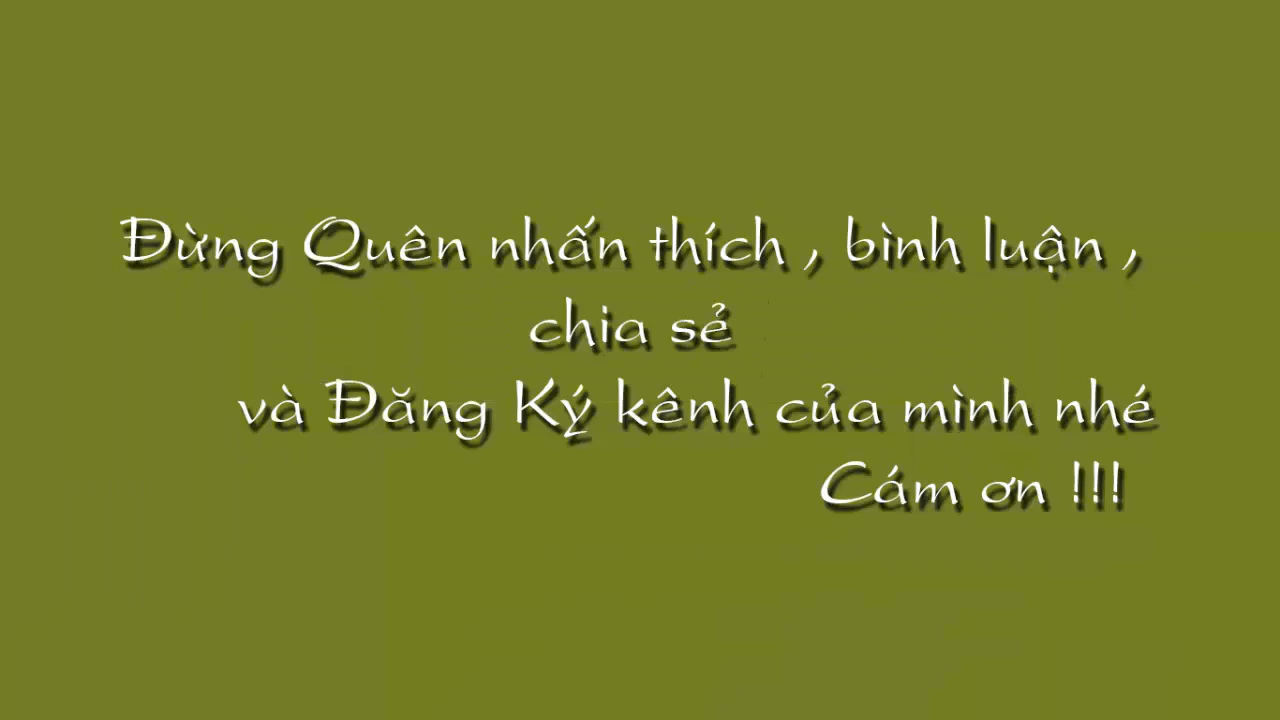 Đừng Quên nhấn thích , bình luận ,
chia sẻ
và Đăng Ký kênh của mình nhé
Cám ơn !!!